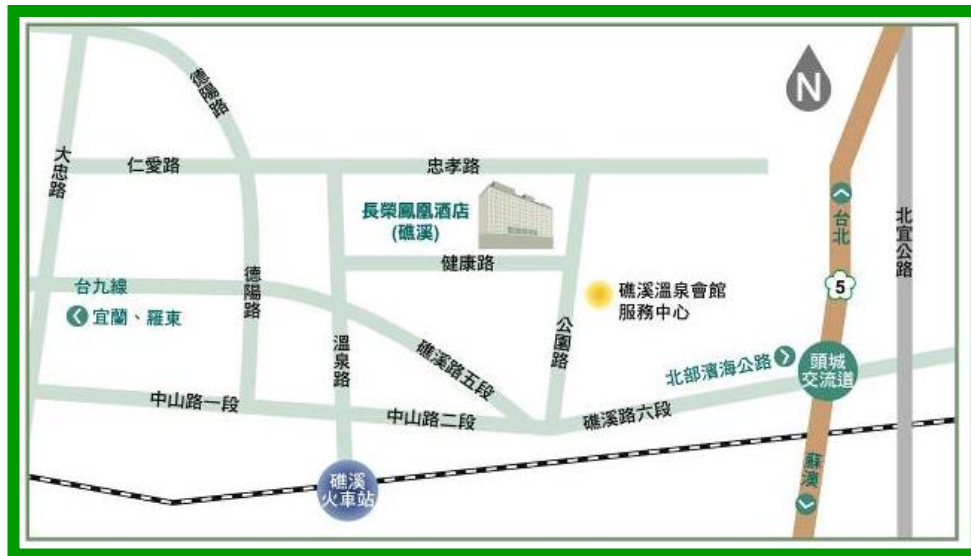 德陽路
N
大忠路
仁愛路
忠孝路
長榮鳳凰酒店
(礁溪)
台北
北宜公路
健康路
台九線
宜蘭、羅東
德陽路
5
礁溪溫泉會館
服務中心
溫泉路
公園路
礁溪路五段
北部濱海公路
頭城
交流道
中山路一段
中山路二段
礁溪路六段
礁溪
火車站
蘇澳